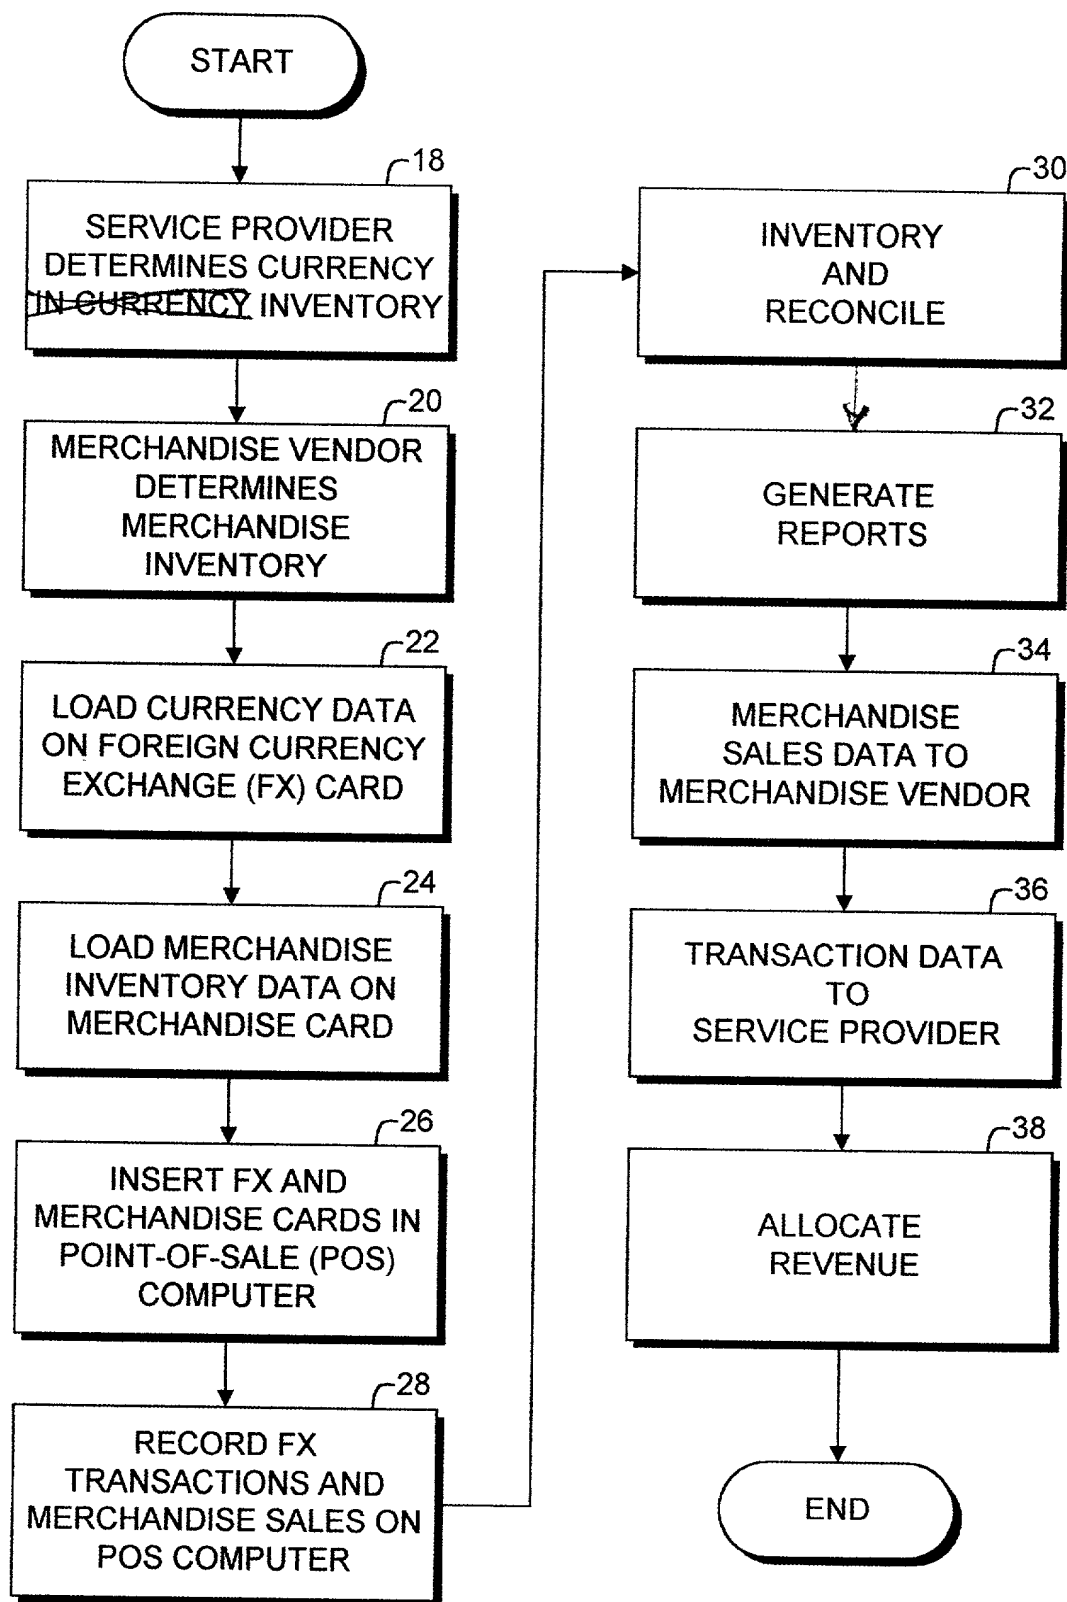 START
18
SERVICE PROVIDER
DETERMINES CURRENCY
IN CURRENCY INVENTORY
20
MERCHANDISE VENDOR
DETERMINES
MERCHANDISE
INVENTORY
22
LOAD CURRENCY DATA
ON FOREIGN CURRENCY
EXCHANGE (FX) CARD
24
LOAD MERCHANDISE
INVENTORY DATA ON
MERCHANDISE CARD
26
INSERT FX AND
MERCHANDISE CARDS IN
POINT-OF-SALE (POS)
COMPUTER
28
RECORD FX
TRANSACTIONS AND
MERCHANDISE SALES ON
POS COMPUTER
30
INVENTORY
AND
RECONCILE
32
GENERATE
REPORTS
34
MERCHANDISE
SALES DATA TO
MERCHANDISE VENDOR
36
TRANSACTION DATA
TO
SERVICE PROVIDER
38
ALLOCATE
REVENUE
END